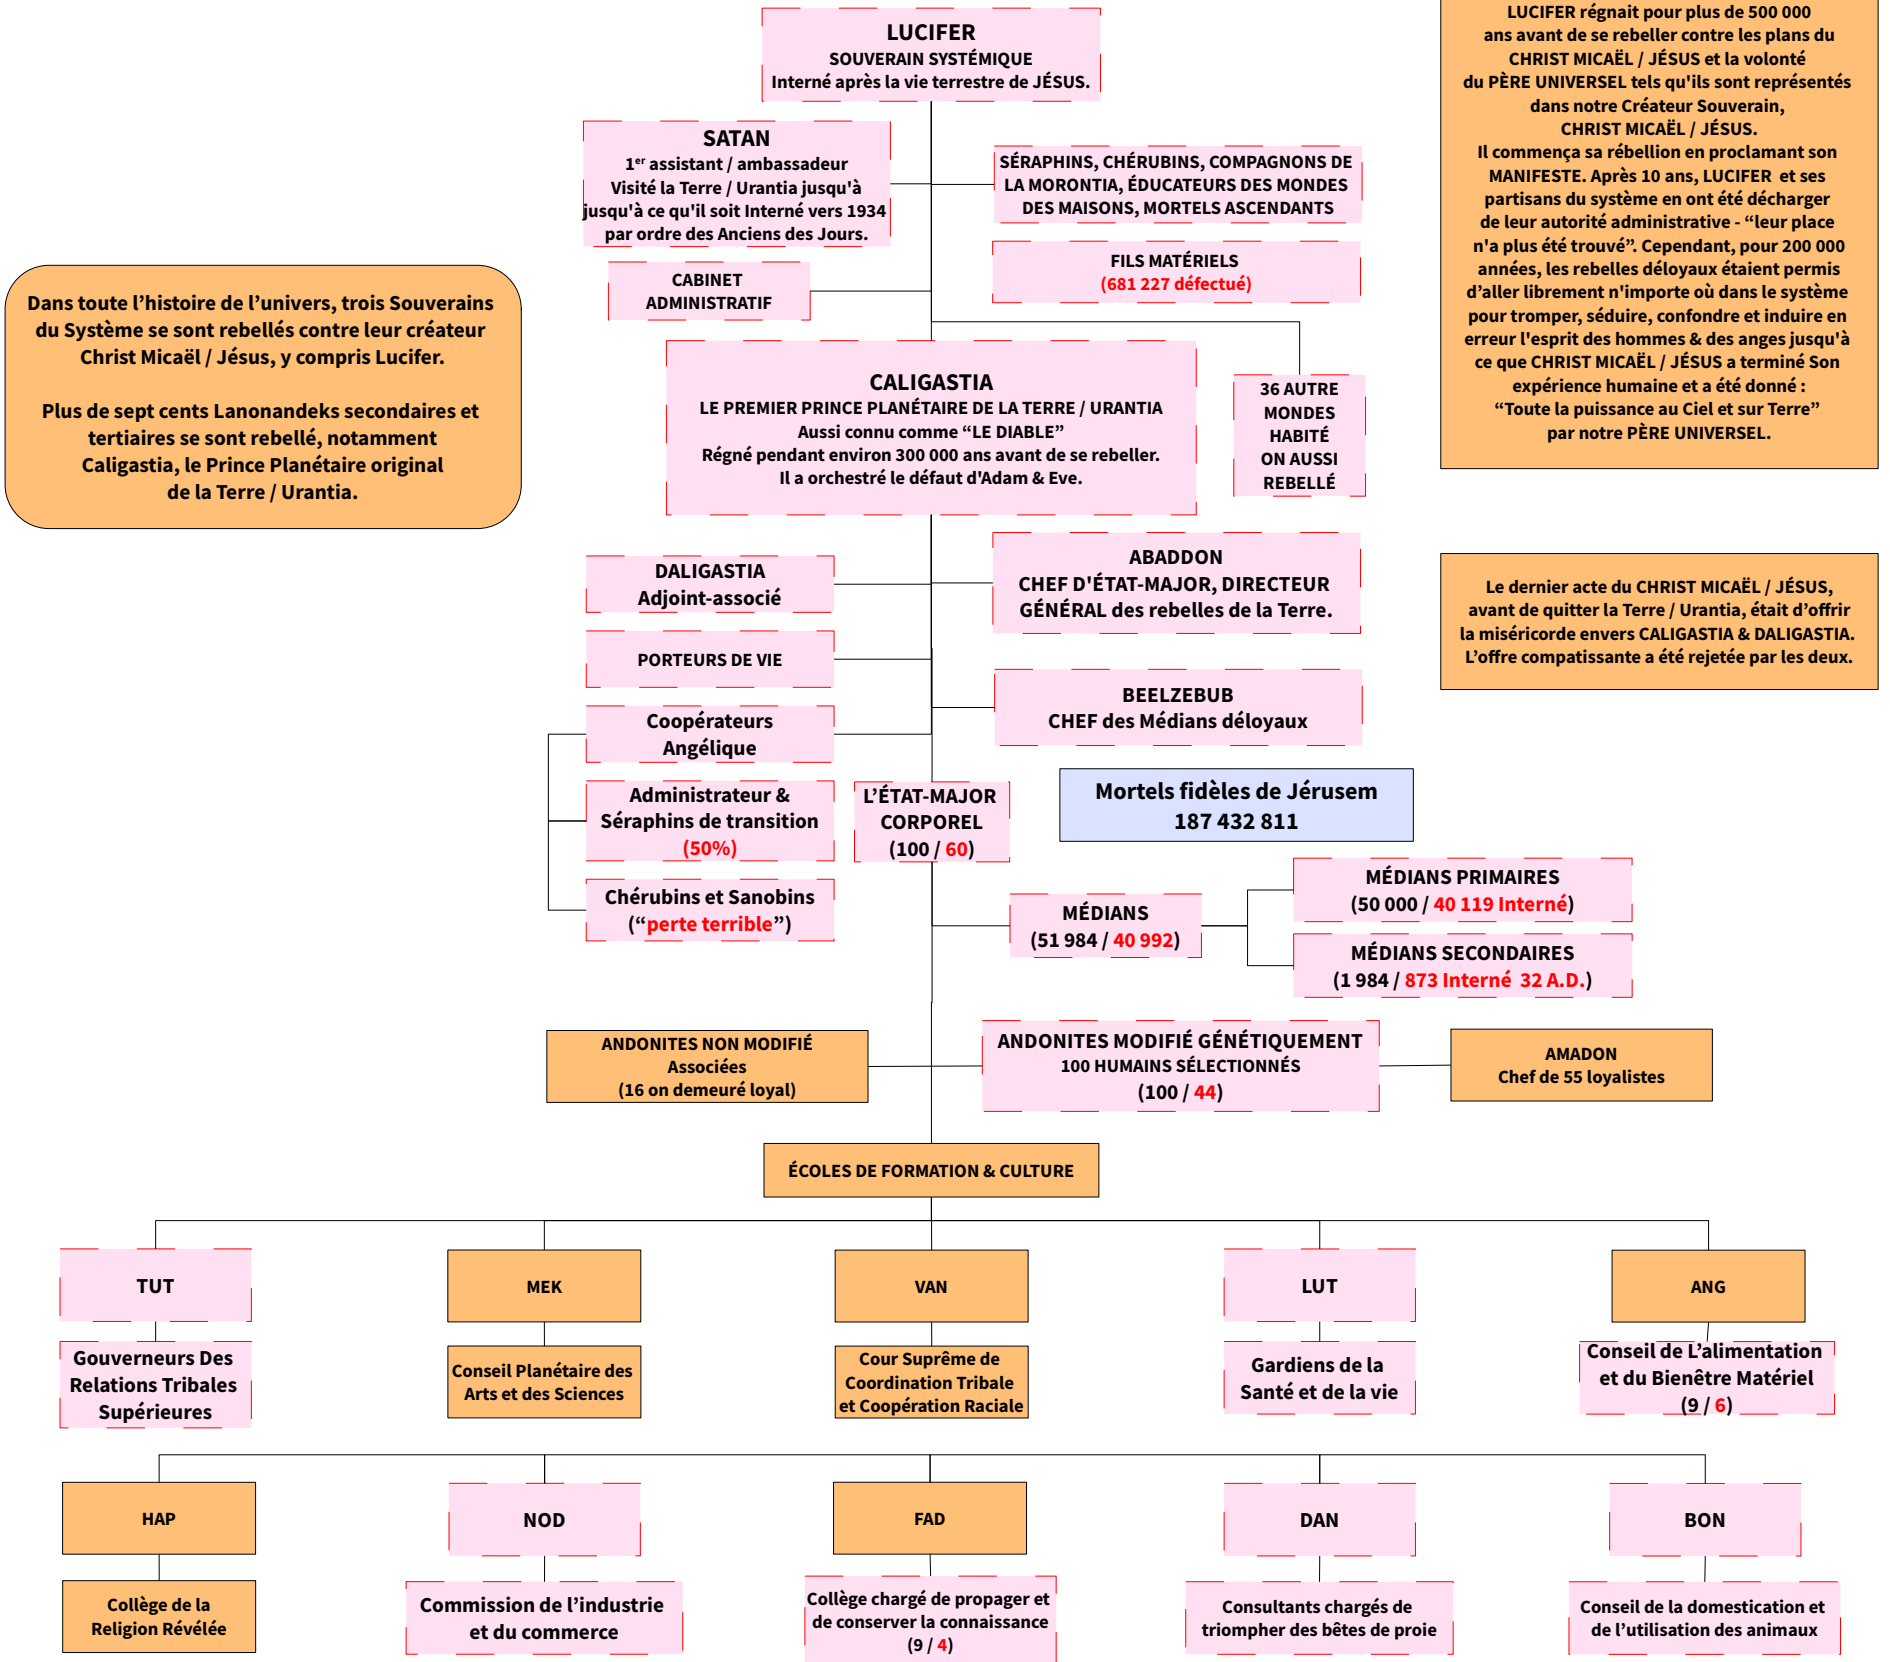 LUCIFER
SOUVERAIN SYSTÉMIQUE
Interné après la vie terrestre de JÉSUS.
LUCIFER régnait pour plus de 500 000
ans avant de se rebeller contre les plans du
CHRIST MICAËL / JÉSUS et la volonté
du PÈRE UNIVERSEL tels qu'ils sont représentés
dans notre Créateur Souverain,
CHRIST MICAËL / JÉSUS.
Il commença sa rébellion en proclamant son
MANIFESTE. Après 10 ans, LUCIFER et ses
partisans du système en ont été décharger
de leur autorité administrative - “leur place
n'a plus été trouvé”. Cependant, pour 200 000
années, les rebelles déloyaux étaient permis
d’aller librement n'importe où dans le système
pour tromper, séduire, confondre et induire en
erreur l'esprit des hommes & des anges jusqu'à
ce que CHRIST MICAËL / JÉSUS a terminé Son
expérience humaine et a été donné :
“Toute la puissance au Ciel et sur Terre”
par notre PÈRE UNIVERSEL.
SATAN
1er assistant / ambassadeur
Visité la Terre / Urantia jusqu'à
jusqu'à ce qu'il soit Interné vers 1934
par ordre des Anciens des Jours.
SÉRAPHINS, CHÉRUBINS, COMPAGNONS DE
LA MORONTIA, ÉDUCATEURS DES MONDES
DES MAISONS, MORTELS ASCENDANTS
FILS MATÉRIELS
(681 227 défectué)
CABINET
ADMINISTRATIF
Dans toute l’histoire de l’univers, trois Souverains
du Système se sont rebellés contre leur créateur
Christ Micaël / Jésus, y compris Lucifer.
Plus de sept cents Lanonandeks secondaires et
tertiaires se sont rebellé, notamment
Caligastia, le Prince Planétaire original
de la Terre / Urantia.
CALIGASTIA
LE PREMIER PRINCE PLANÉTAIRE DE LA TERRE / URANTIA
Aussi connu comme “LE DIABLE”
Régné pendant environ 300 000 ans avant de se rebeller.
Il a orchestré le défaut d'Adam & Eve.
36 AUTRE
MONDES
HABITÉ
ON AUSSI
REBELLÉ
DALIGASTIA
Adjoint-associé
ABADDON
CHEF D'ÉTAT-MAJOR, DIRECTEUR
GÉNÉRAL des rebelles de la Terre.
Le dernier acte du CHRIST MICAËL / JÉSUS,
avant de quitter la Terre / Urantia, était d’offrir
la miséricorde envers CALIGASTIA & DALIGASTIA.
L’offre compatissante a été rejetée par les deux.
PORTEURS DE VIE
BEELZEBUB
CHEF des Médians déloyaux
Coopérateurs
Angélique
Administrateur &
Séraphins de transition
(50%)
L’ÉTAT-MAJOR
CORPOREL
(100 / 60)
Mortels fidèles de Jérusem
187 432 811
Chérubins et Sanobins
(“perte terrible”)
MÉDIANS
(51 984 / 40 992)
MÉDIANS PRIMAIRES
(50 000 / 40 119 Interné)
MÉDIANS SECONDAIRES
(1 984 / 873 Interné 32 A.D.)
ANDONITES NON MODIFIÉ
Associées
(16 on demeuré loyal)
ANDONITES MODIFIÉ GÉNÉTIQUEMENT
100 HUMAINS SÉLECTIONNÉS
(100 / 44)
AMADON
Chef de 55 loyalistes
ÉCOLES DE FORMATION & CULTURE
TUT
MEK
VAN
LUT
ANG
Gouverneurs Des
Relations Tribales
Supérieures
Conseil Planétaire des
Arts et des Sciences
Cour Suprême de
Coordination Tribale
et Coopération Raciale
Gardiens de la
Santé et de la vie
Conseil de L’alimentation
et du Bienêtre Matériel
(9 / 6)
HAP
NOD
FAD
DAN
BON
Collège de la
Religion Révélée
Commission de l’industrie
et du commerce
Collège chargé de propager et
de conserver la connaissance
(9 / 4)
Consultants chargés de
triompher des bêtes de proie
Conseil de la domestication et
de l’utilisation des animaux